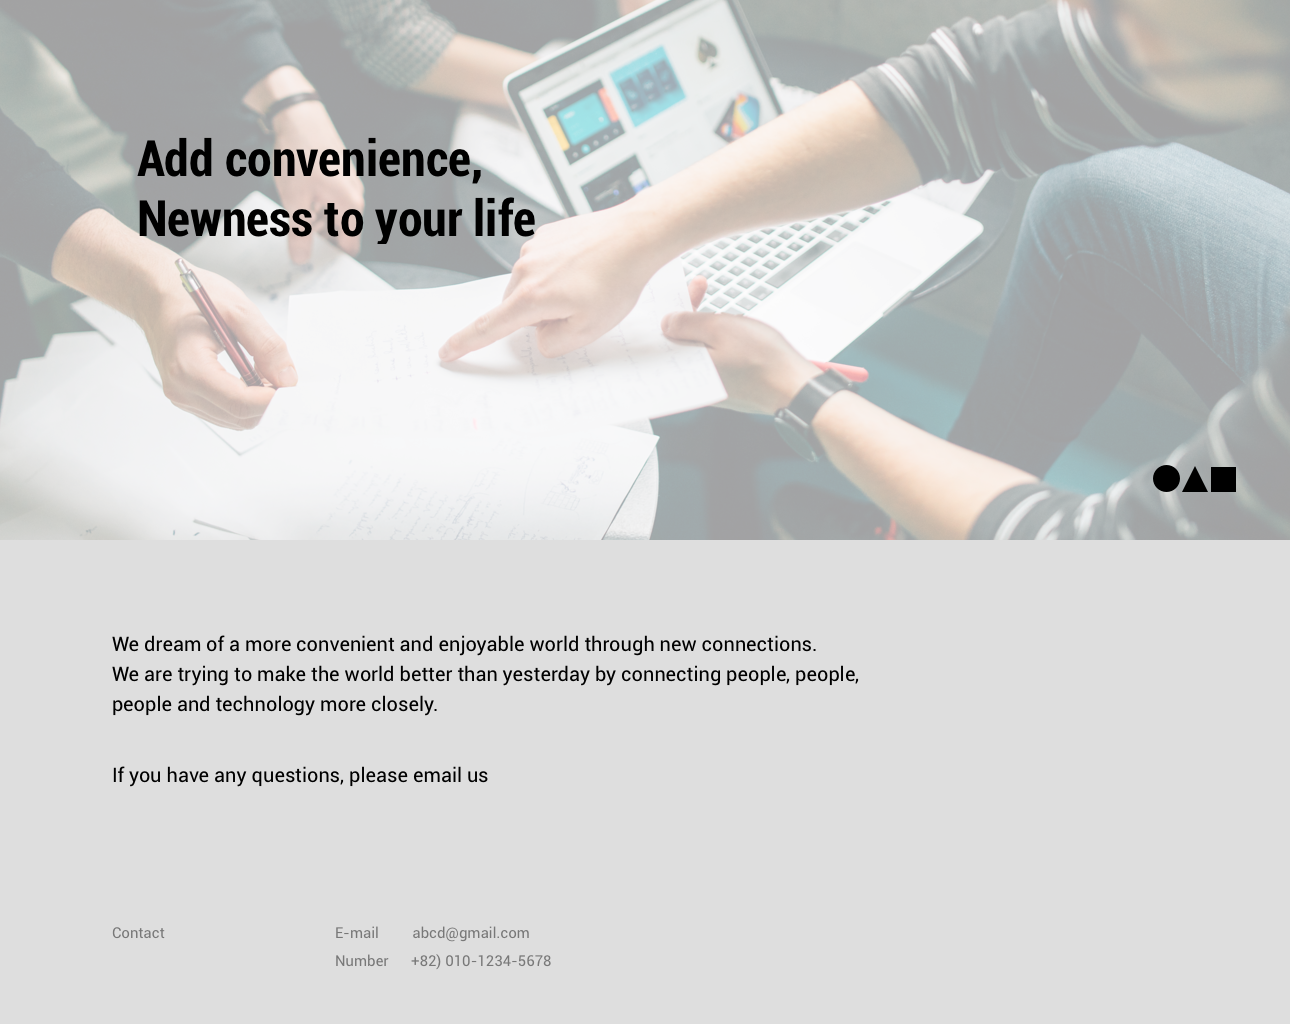 Add convenience,
Newness to your life
We dream of a more convenient and enjoyable world through new connections.
We are trying to make the world better than yesterday by connecting people, people,
people and technology more closely.
If you have any questions, please email us
Contact
E-mail abcd@gmail.com
Number +82) 010-1234-5678